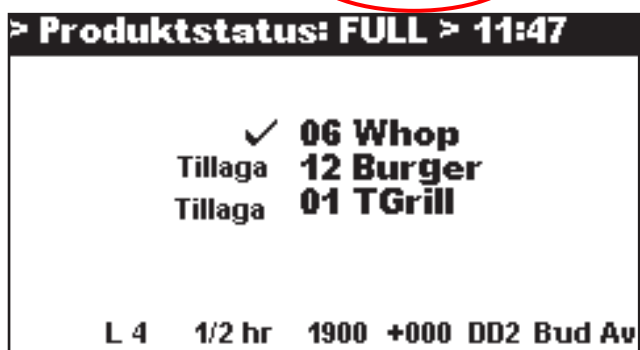 > Produktstatus: FULL > 11:47
✓ 06 Whop
Tillaga 12 Burger
Tillaga 01 TGrill
L 4 1/2 hr 1900 +000 DD2 Bud Av